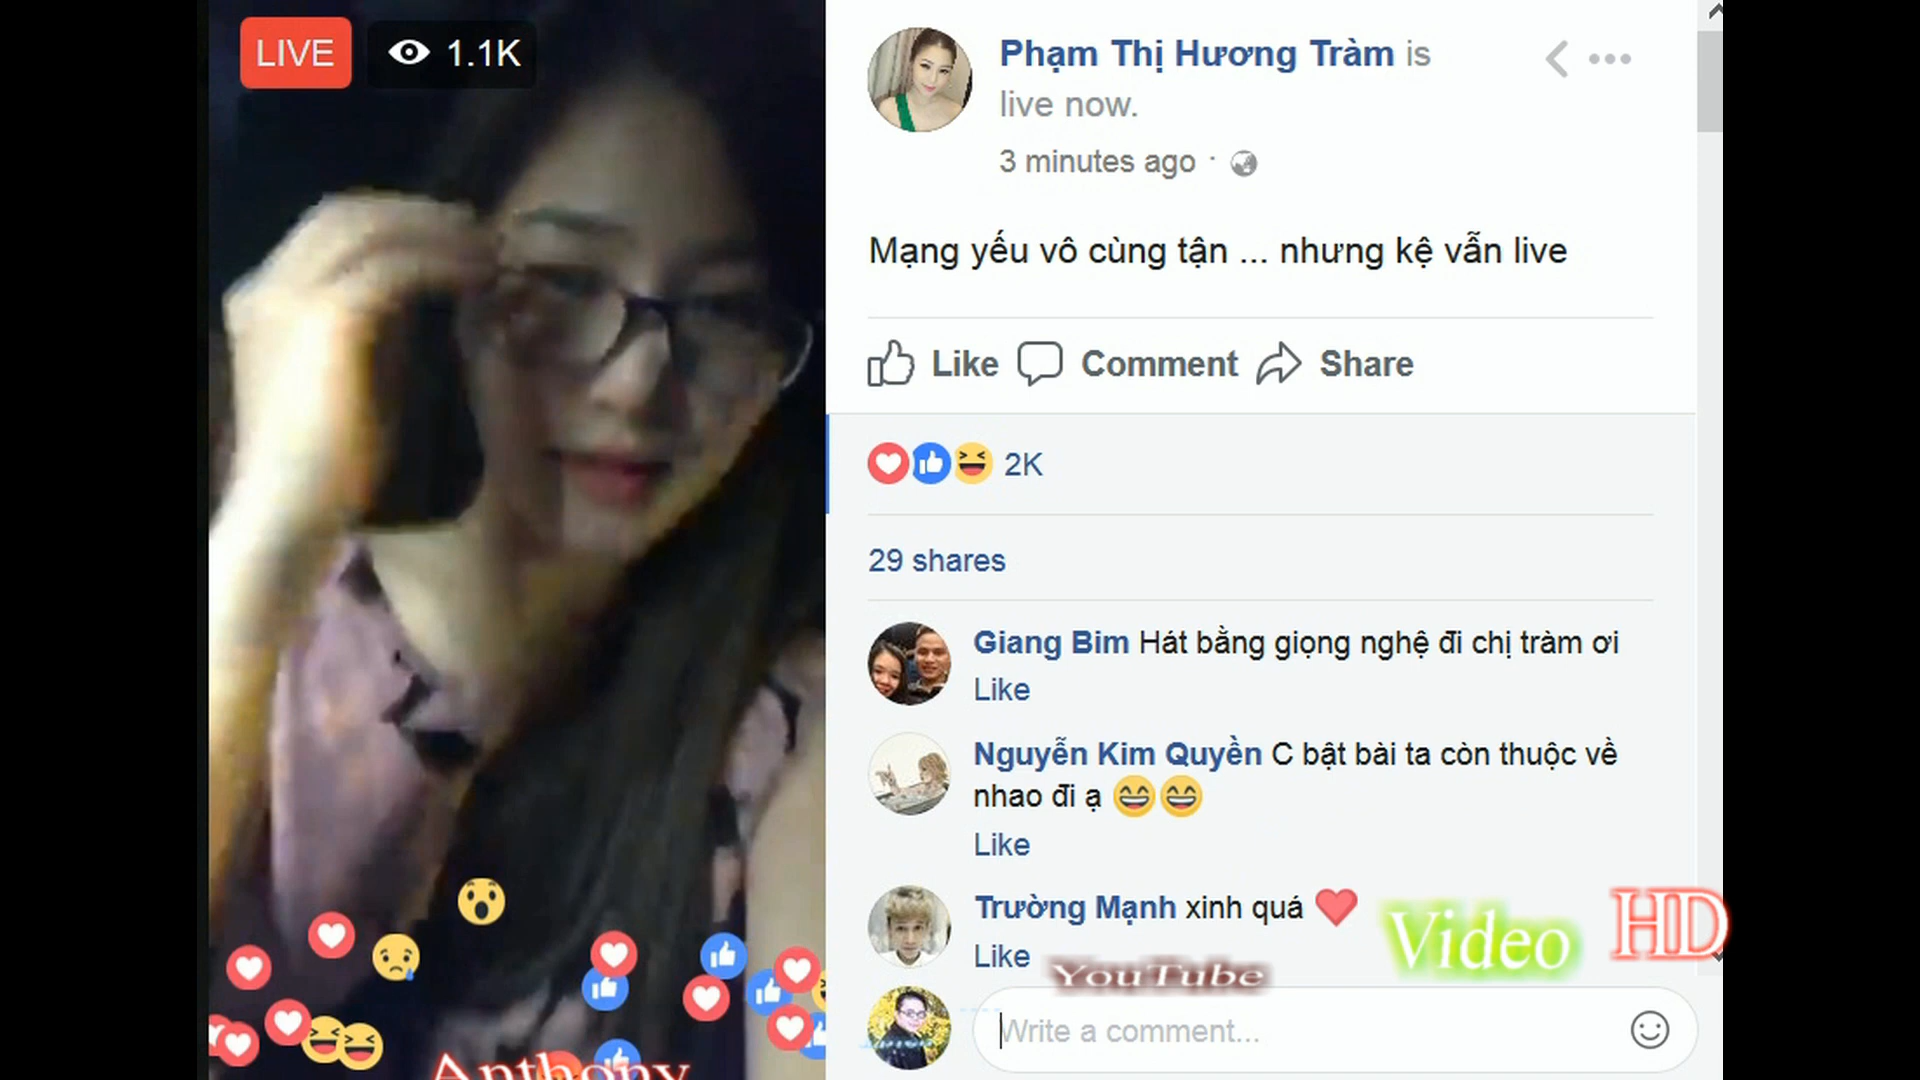 LIVE 1.1K
Phạm Thị Hương Tràm is
live now.
3 minutes ago ·
Mạng yếu vô cùng tận ... nhưng kệ vẫn live
Like Comment Share
2K
29 shares
Giang Bim Hát bằng giọng nghệ đi chị tràm ơi
Like
Nguyễn Kim Quyền C bật bài ta còn thuộc về
nhao đi ạ 😄😄
Like
Trường Mạnh xinh quá ❤
Like
Video HD
YouTube
Write a comment...
Anthony